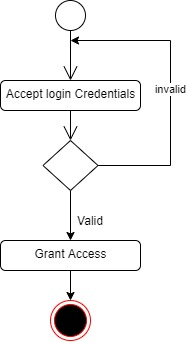 invalid
Accept login Credentials
Valid
Grant Access